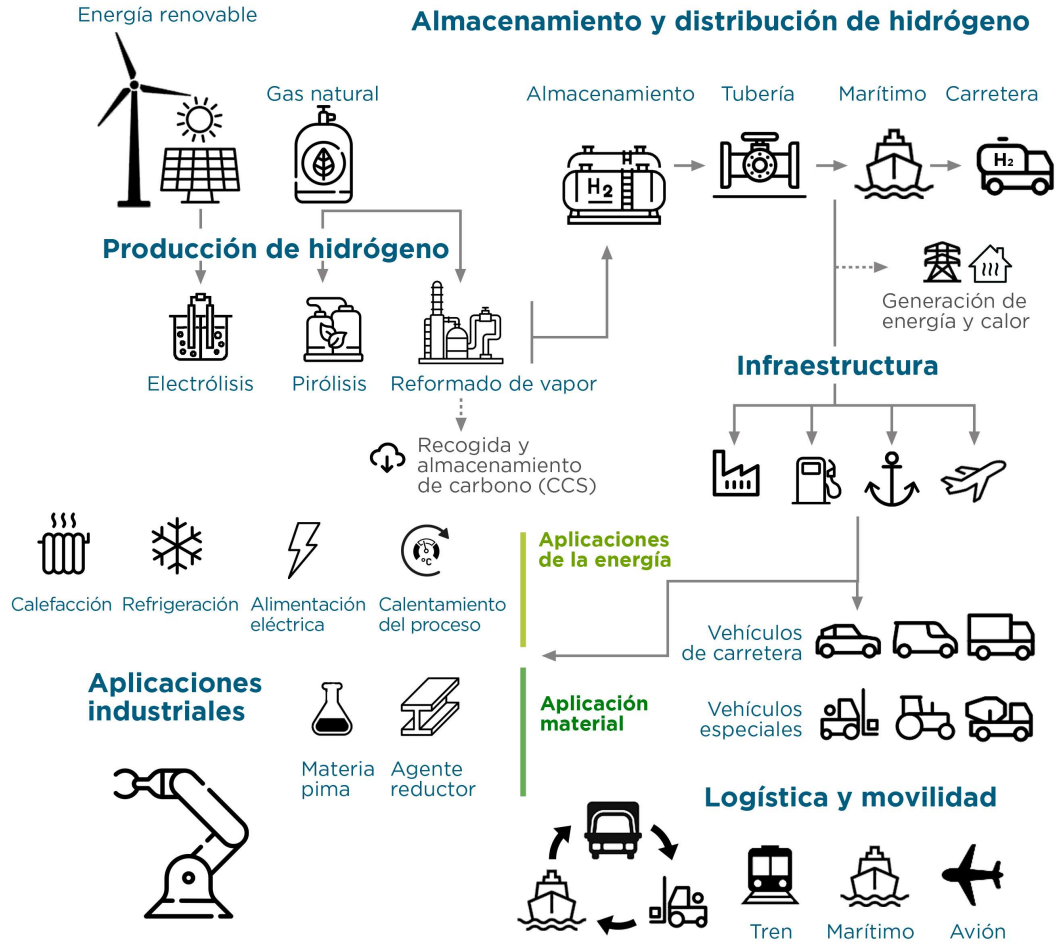 Energía renovable
Almacenamiento y distribución de hidrógeno
Gas natural
Almacenamiento
Tubería
Marítimo
Carretera
H2
H2
Producción de hidrógeno
Generación de
energía y calor
Electrólisis
Pirólisis
Reformado de vapor
Infraestructura
Recogida y
almacenamiento
de carbono (CCS)
Aplicaciones
de la energía
°C
Calefacción
Refrigeración
Alimentación
eléctrica
Calentamiento
del proceso
Vehículos
de carretera
Aplicaciones
industriales
Aplicación
material
Vehículos
especiales
Materia
pima
Agente
reductor
Logística y movilidad
Tren
Marítimo
Avión